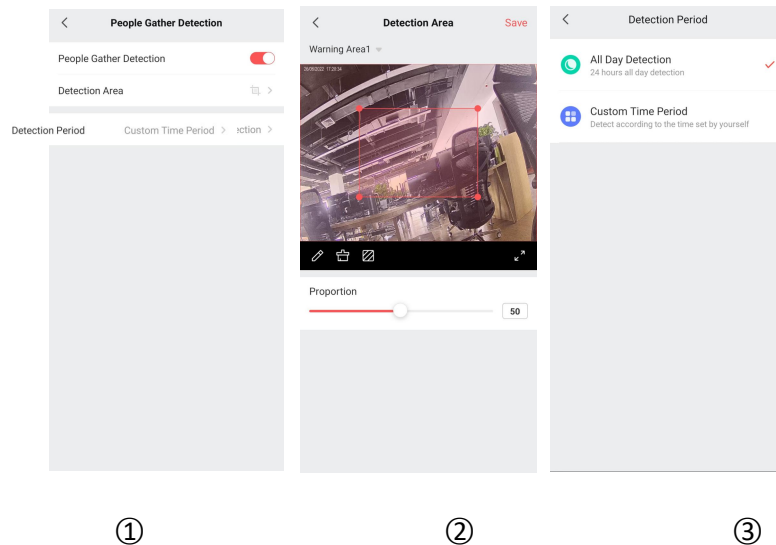 People Gather Detection
People Gather Detection
Detection Area
Detection Period Custom Time Period ection
Detection Area Save
Warning Area1
Proportion
50
Detection Period
All Day Detection
24 hours all day detection
Custom Time Period
Detect according to the time set by yourself
① ② ③